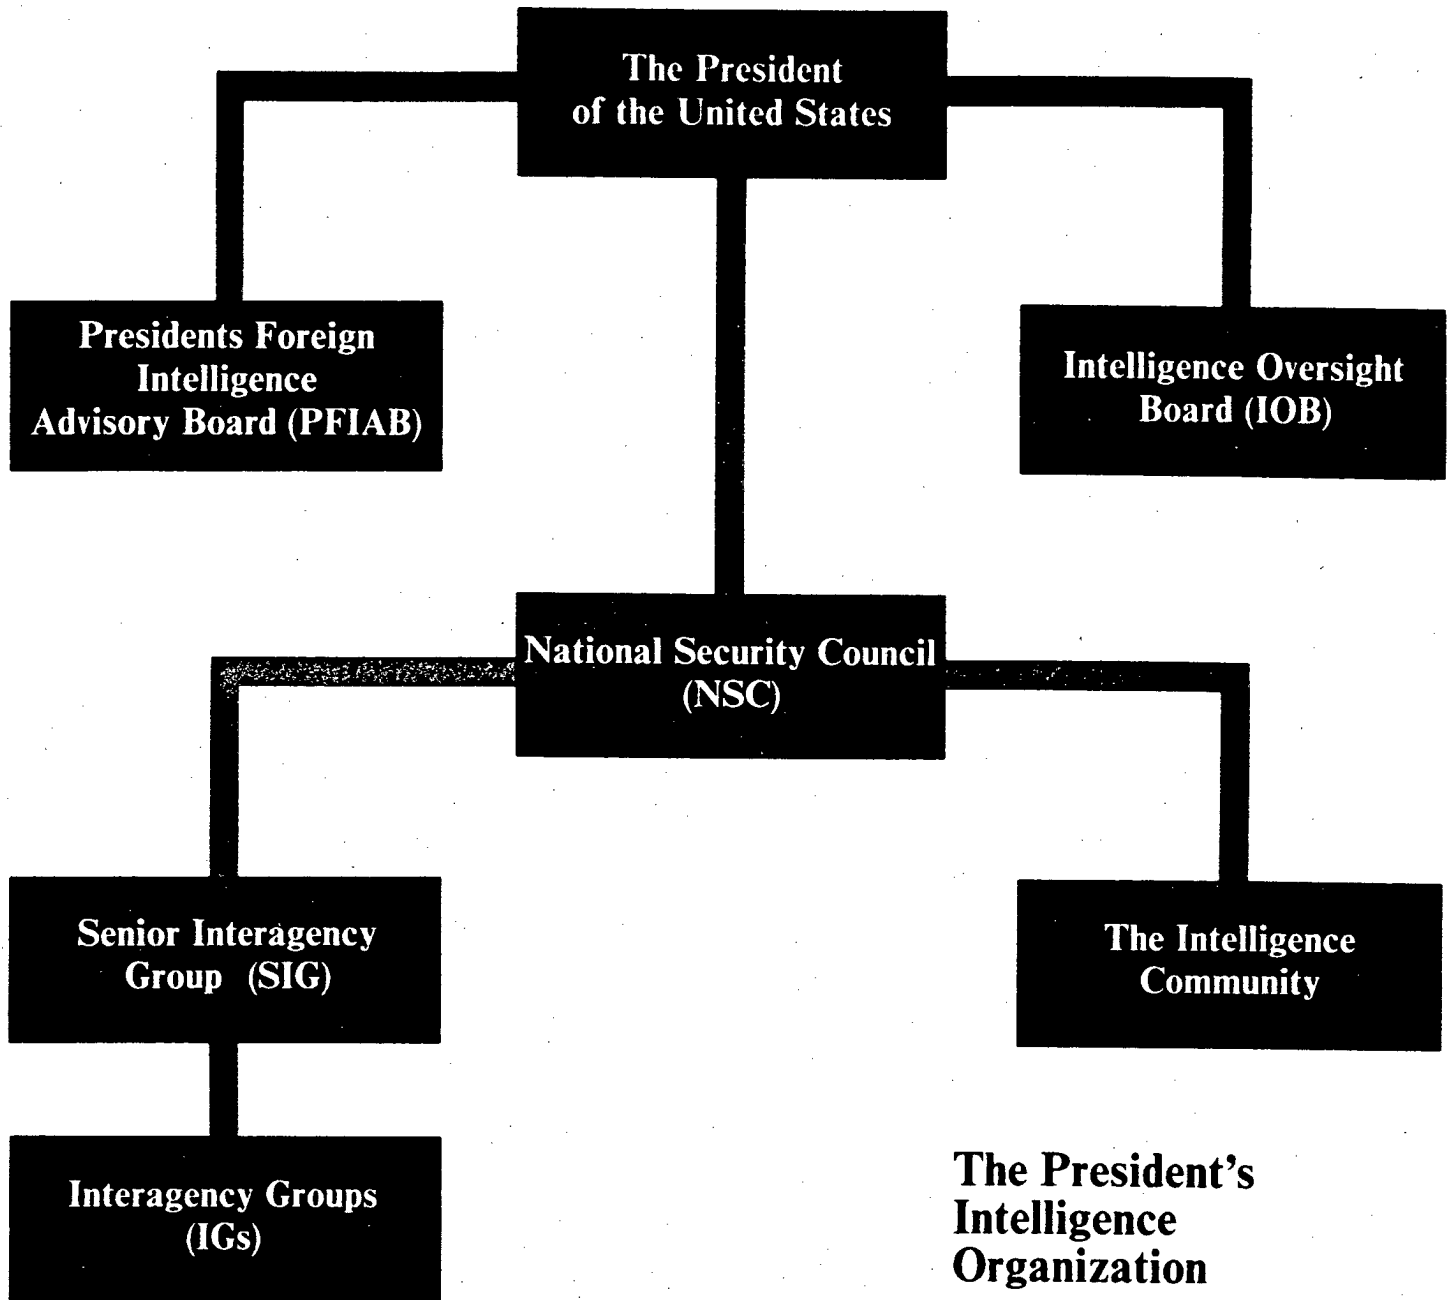 The President
of the United States
Presidents Foreign
Intelligence
Advisory Board (PFIAB)
Intelligence Oversight
Board (IOB)
National Security Council
(NSC)
Senior Interagency
Group (SIG)
The Intelligence
Community
Interagency Groups
(IGs)
The President's
Intelligence
Organization